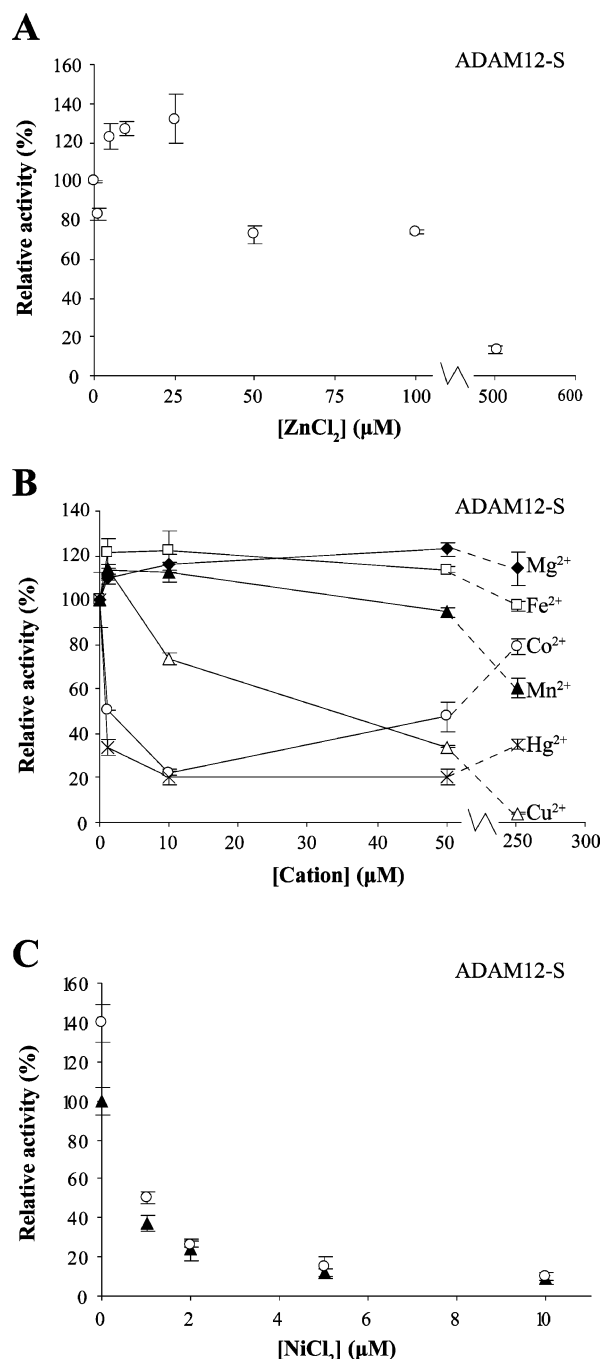 A
ADAM12-S
Relative activity (%)
160
140
120
100
80
60
40
20
0
0 25 50 75 100 500 600
[ZnCl2] (μM)
B
ADAM12-S
Relative activity (%)
140
120
100
80
60
40
20
0
Mg2+
Fe2+
Co2+
Mn2+
Hg2+
Cu2+
0 10 20 30 40 50 250 300
[Cation] (μM)
C
ADAM12-S
Relative activity (%)
160
140
120
100
80
60
40
20
0
0 2 4 6 8 10
[NiCl2] (μM)